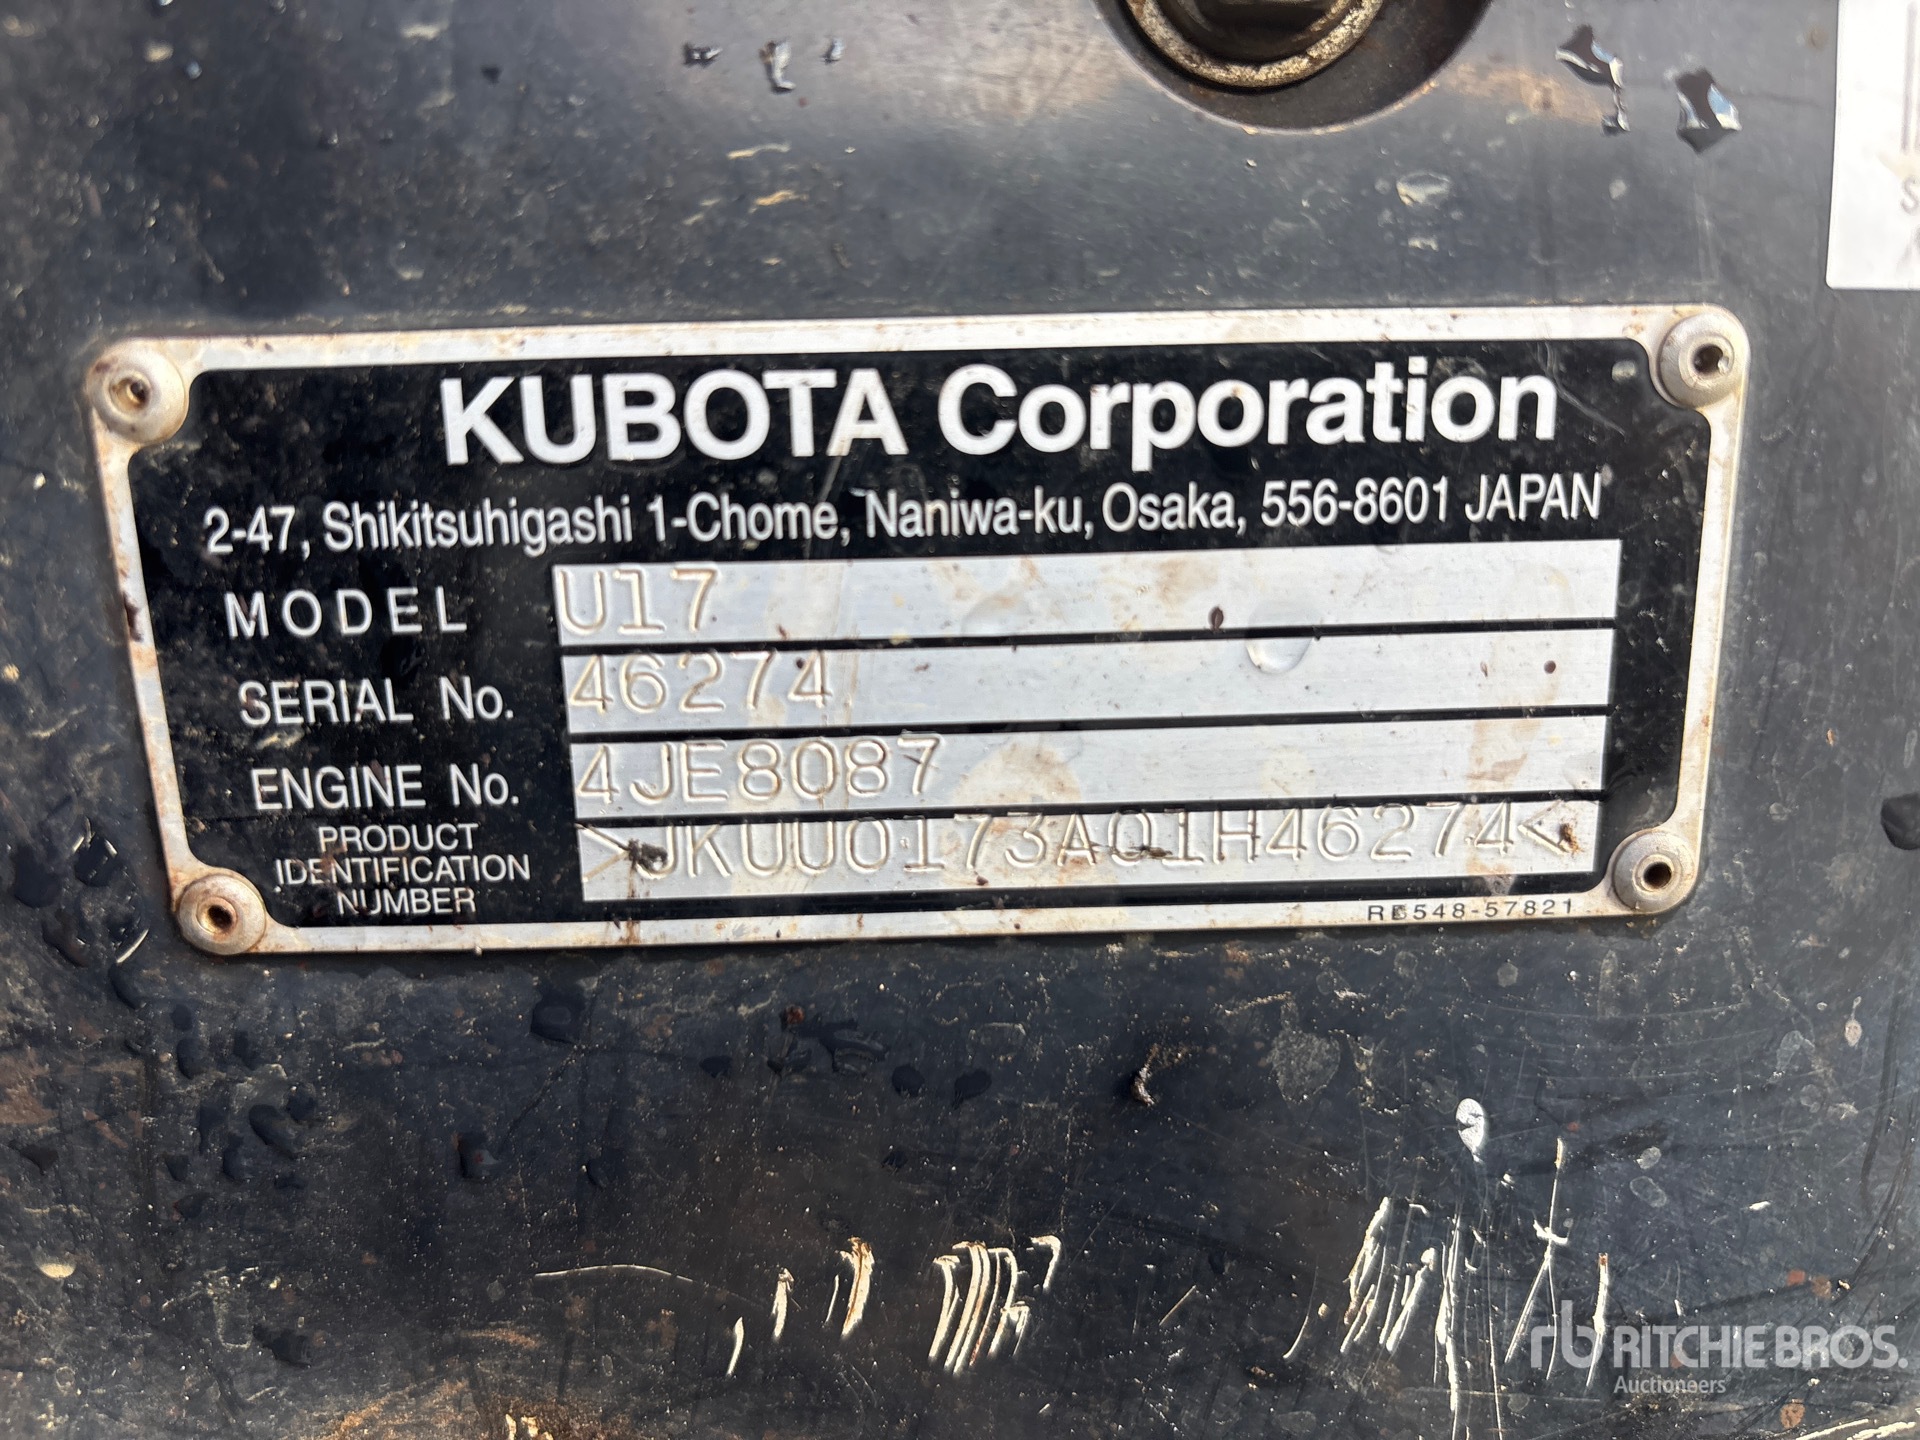 KUBOTA Corporation
2-47, Shikitsuhigashi 1-Chome, Naniwa-ku, Osaka, 556-8601 JAPAN
MODEL U17
SERIAL No. 46274
ENGINE No. 4JE8087
PRODUCT IDENTIFICATION NUMBER >JKUU0173A01H46274<
RB548-57821
rb RITCHIE BROS.
Auctioneers